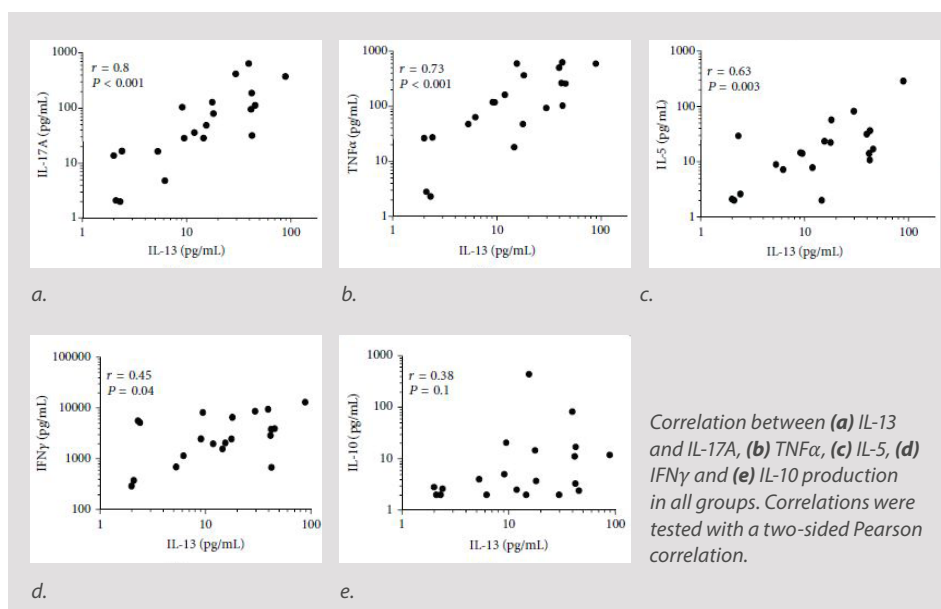 1000
100
10
1
r = 0.8
P < 0.001
IL-17A (pg/mL)
1
10
100
IL-13 (pg/mL)
a.
1000
100
10
1
r = 0.73
P < 0.001
TNFα (pg/mL)
1
10
100
IL-13 (pg/mL)
b.
1000
100
10
1
r = 0.63
P = 0.003
IL-5 (pg/mL)
1
10
100
IL-13 (pg/mL)
c.
100000
10000
1000
100
r = 0.45
P = 0.04
IFNγ (pg/mL)
1
10
100
IL-13 (pg/mL)
d.
1000
100
10
1
r = 0.38
P = 0.1
IL-10 (pg/mL)
1
10
100
IL-13 (pg/mL)
e.
Correlation between (a) IL-13
and IL-17A, (b) TNFα, (c) IL-5, (d)
IFNγ and (e) IL-10 production
in all groups. Correlations were
tested with a two-sided Pearson
correlation.